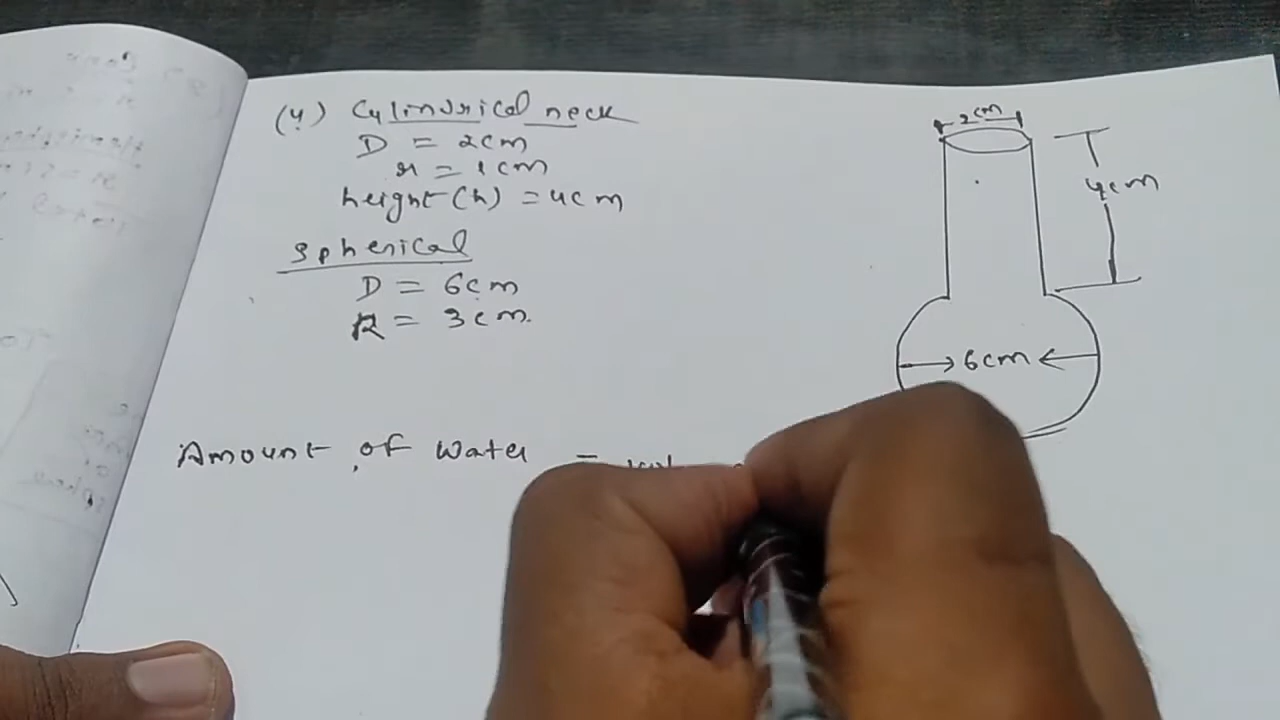 (4) Cylindrical neck
D = 2cm
r = 1cm
height (h) = 4cm
Spherical
D = 6cm
R = 3cm.
Amount of Water =
2cm
4cm
6cm